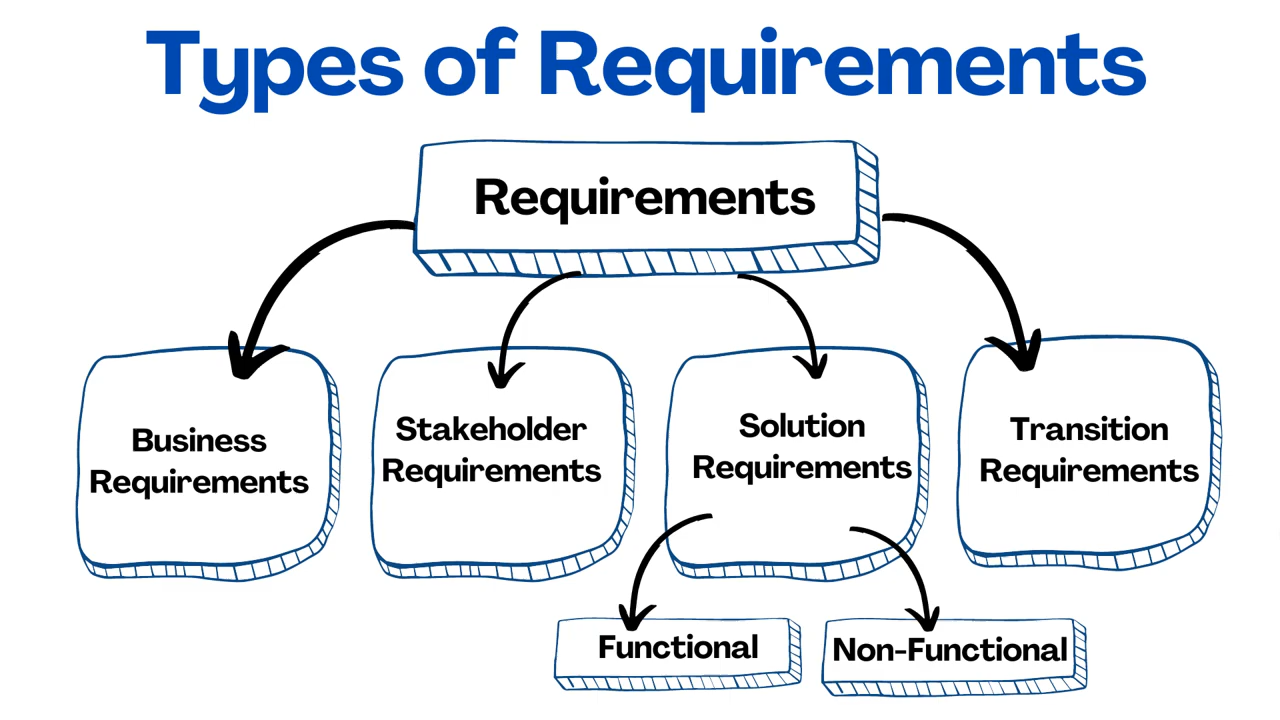 Types of Requirements
Requirements
Business
Requirements
Stakeholder
Requirements
Solution
Requirements
Transition
Requirements
Functional
Non-Functional